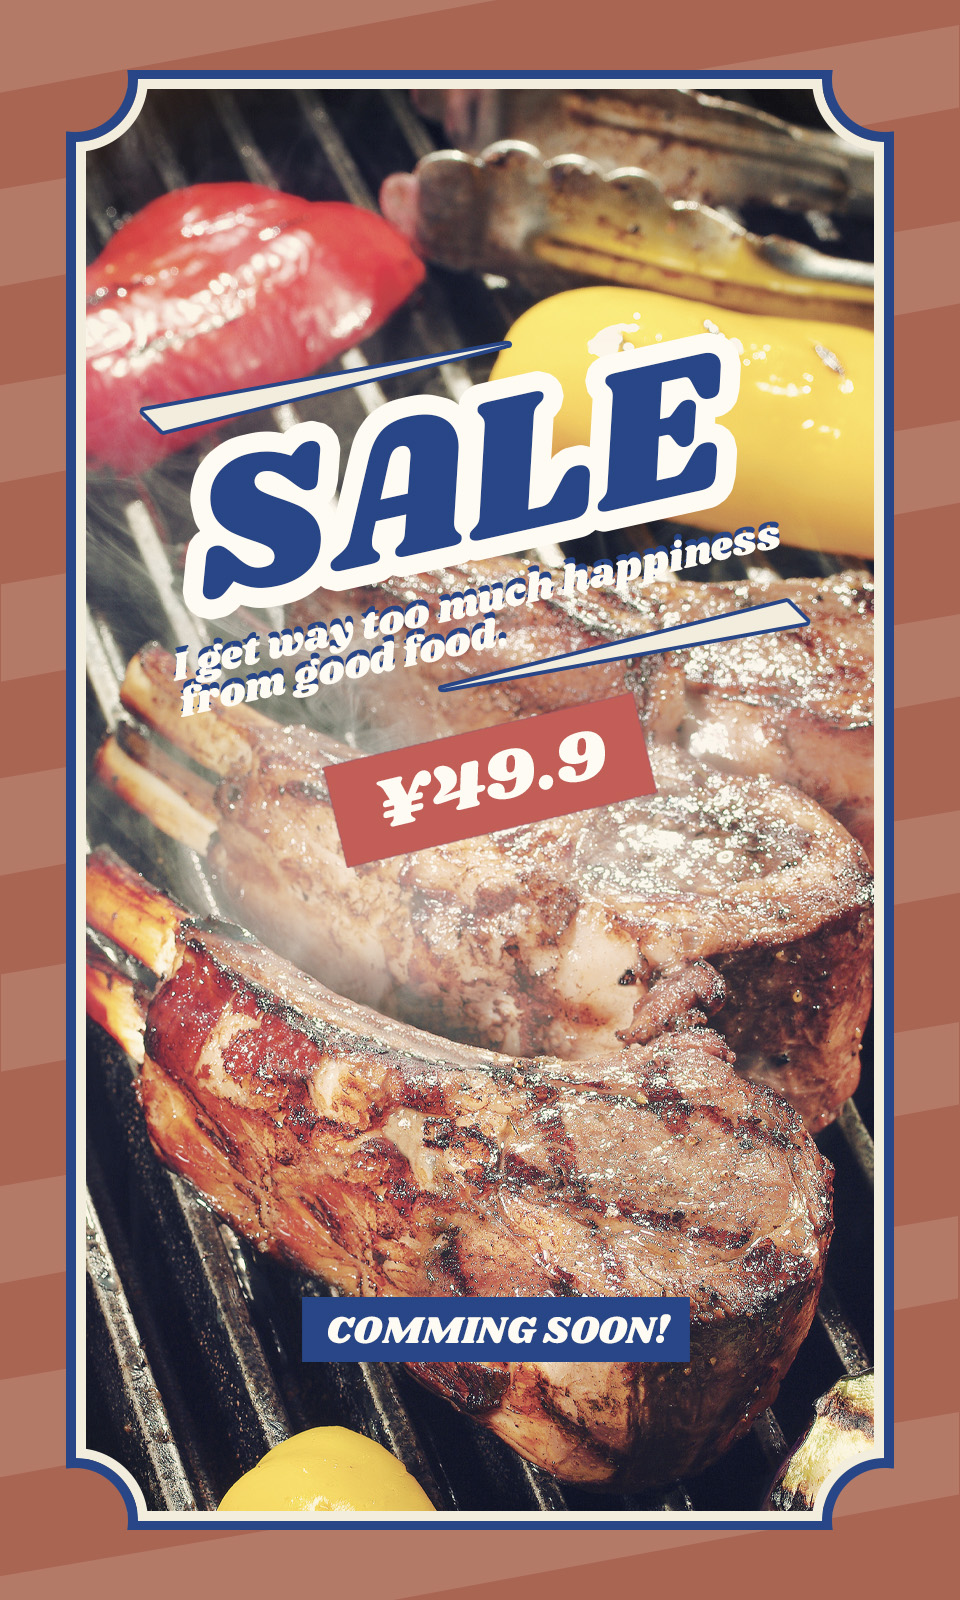 SALE
I get way too much happiness
from good food.
¥49.9
COMMING SOON!